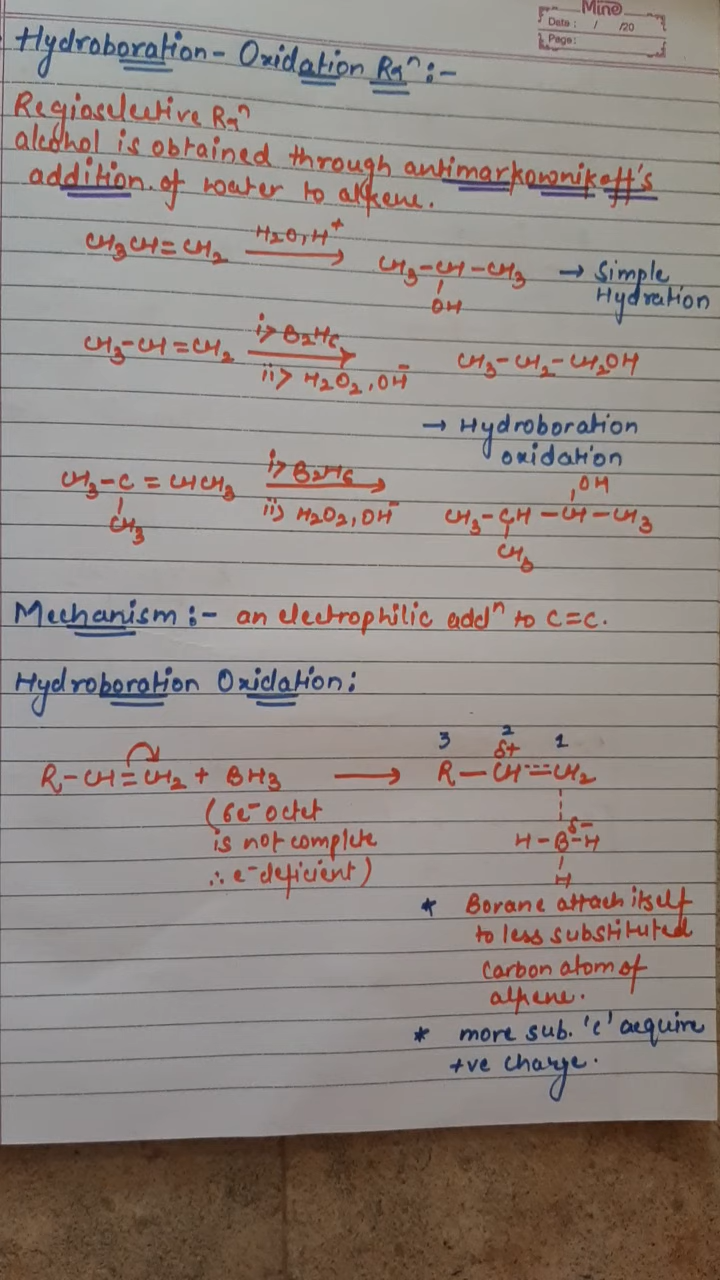 Mine
Date : / /20
Page:
Hydroboration - Oxidation Rxⁿ :-
Regioselective Rxⁿ
alcohol is obtained through antimarkownikoff's
addition of water to alkene.
CH3CH=CH2 H2O, H⁺ CH3-CH-CH3 → Simple
OH Hydration
CH3-CH=CH2 i> B2H6 CH3-CH2-CH2OH
ii> H2O2, OH⁻
→ Hydroboration
oxidation
CH3-C=CHCH3 i> B2H6 CH3-CH-CH-CH3 OH
CH3 ii> H2O2, OH⁻ CH3
Mechanism :- an electrophilic addⁿ to C=C.
Hydroboration Oxidation :
3 2 1
δ+
R-CH=CH2 + BH3 → R-CH=CH2
(6e⁻ octet δ-
is not complete H-B-H
∴ e⁻deficient) H
* Borane attach itself
to less substituted
carbon atom of
alkene.
* more sub. 'c' acquire
+ve charge.